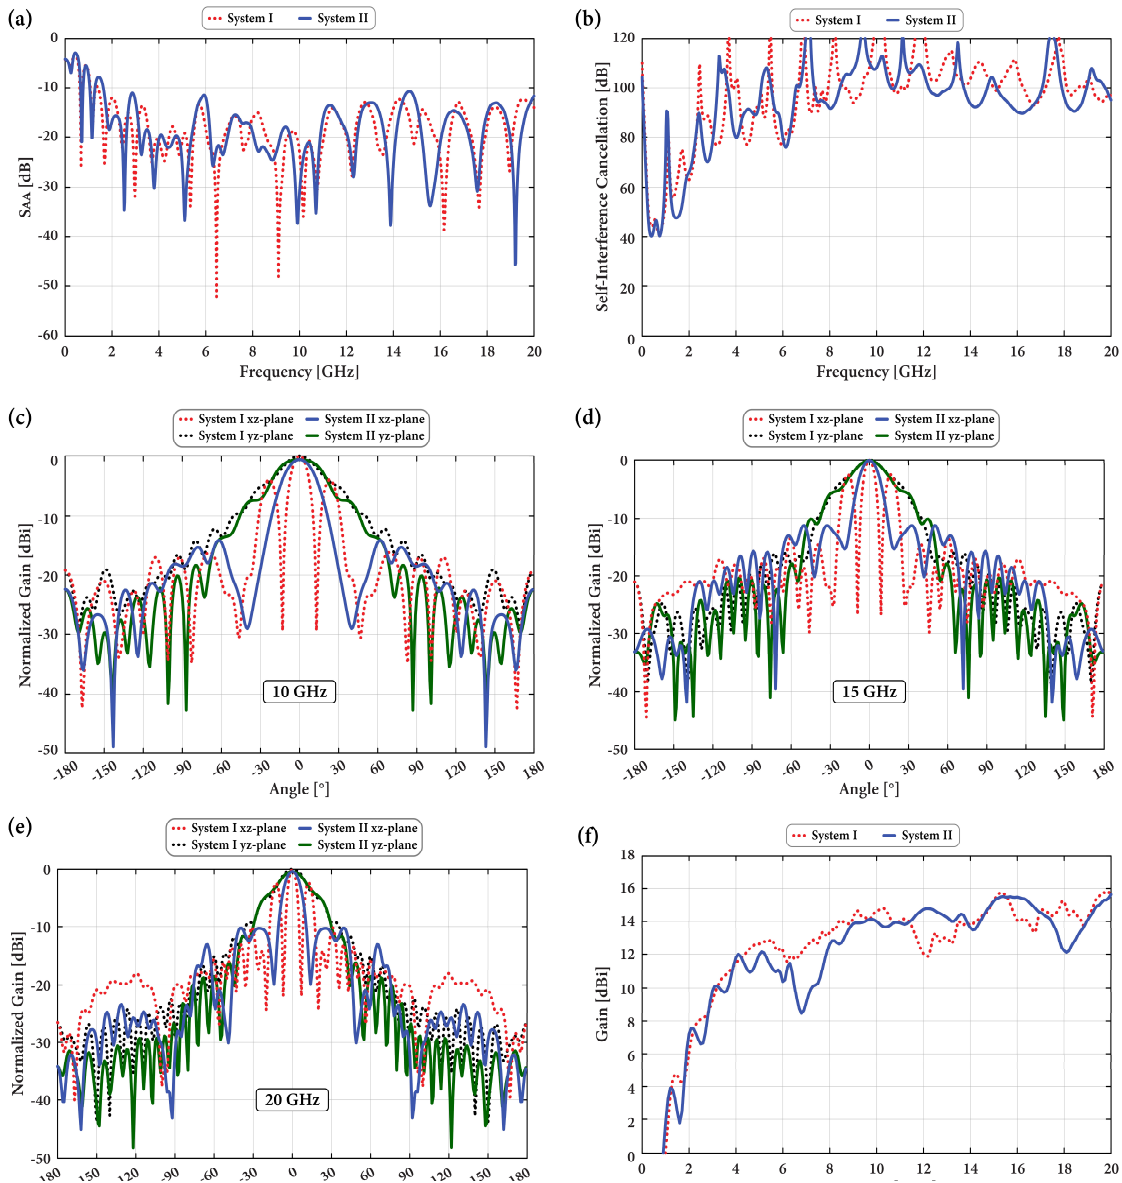 (a)
System I System II
0
-10
-20
-30
-40
-50
-60
SAA [dB]
0 2 4 6 8 10 12 14 16 18 20
Frequency [GHz]
(b)
System I System II
120
100
80
60
40
20
0
Self-Interference Cancellation [dB]
0 2 4 6 8 10 12 14 16 18 20
Frequency [GHz]
(c)
System I xz-plane System II xz-plane
System I yz-plane System II yz-plane
0
-10
-20
-30
-40
-50
Normalized Gain [dBi]
10 GHz
-180 -150 -120 -90 -60 -30 0 30 60 90 120 150 180
Angle [°]
(d)
System I xz-plane System II xz-plane
System I yz-plane System II yz-plane
0
-10
-20
-30
-40
-50
Normalized Gain [dBi]
15 GHz
-180 -150 -120 -90 -60 -30 0 30 60 90 120 150 180
Angle [°]
(e)
System I xz-plane System II xz-plane
System I yz-plane System II yz-plane
0
-10
-20
-30
-40
-50
Normalized Gain [dBi]
20 GHz
-180 -150 -120 -90 -60 -30 0 30 60 90 120 150 180
(f)
System I System II
18
16
14
12
10
8
6
4
2
0
Gain [dBi]
0 2 4 6 8 10 12 14 16 18 20